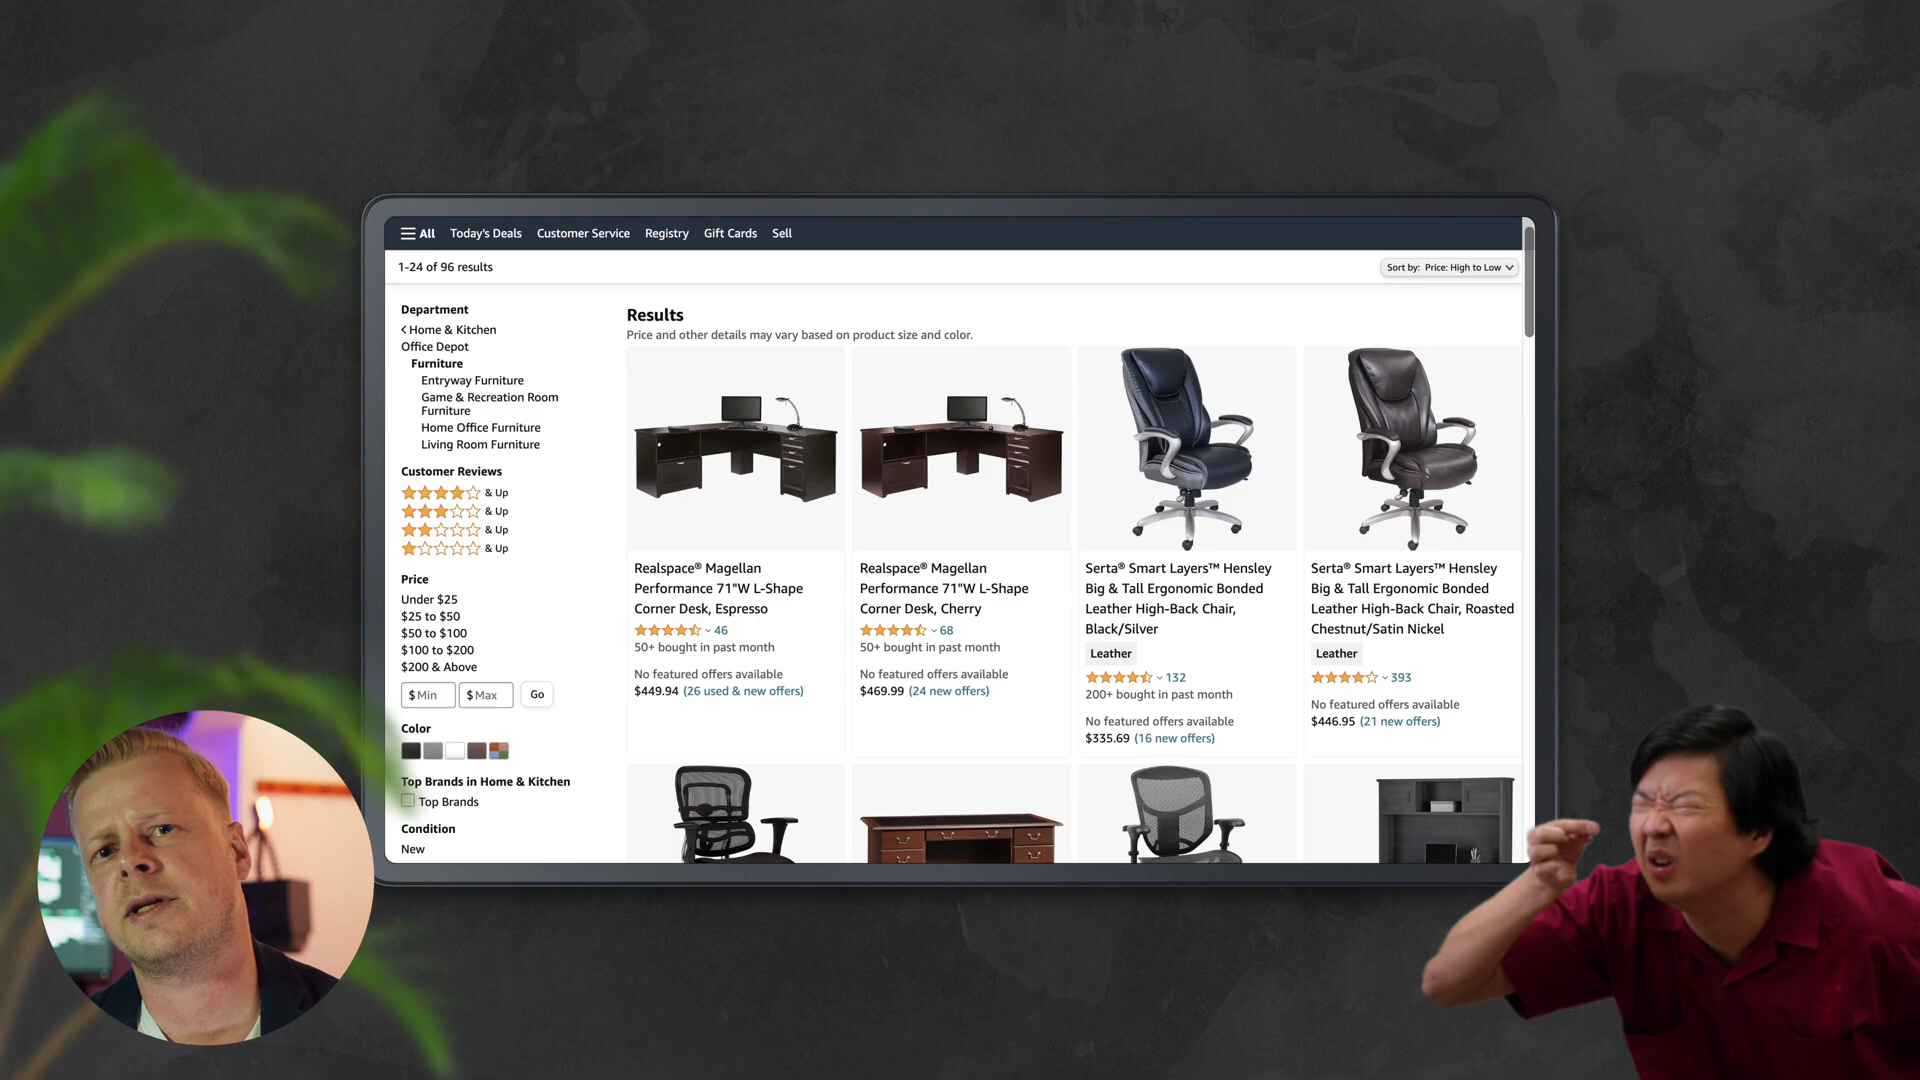 All Today's Deals Customer Service Registry Gift Cards Sell
1-24 of 96 results
Sort by: Price: High to Low
Department
Home & Kitchen
Office Depot
Furniture
Entryway Furniture
Game & Recreation Room
Furniture
Home Office Furniture
Living Room Furniture
Customer Reviews
& Up
& Up
& Up
& Up
Price
Under $25
$25 to $50
$50 to $100
$100 to $200
$200 & Above
$ Min $ Max Go
Color
Top Brands in Home & Kitchen
Top Brands
Condition
New
Results
Price and other details may vary based on product size and color.
Realspace® Magellan
Performance 71"W L-Shape
Corner Desk, Espresso
46
50+ bought in past month
No featured offers available
$449.94 (26 used & new offers)
Realspace® Magellan
Performance 71"W L-Shape
Corner Desk, Cherry
68
50+ bought in past month
No featured offers available
$469.99 (24 new offers)
Serta® Smart Layers™ Hensley
Big & Tall Ergonomic Bonded
Leather High-Back Chair,
Black/Silver
Leather
132
200+ bought in past month
No featured offers available
$335.69 (16 new offers)
Serta® Smart Layers™ Hensley
Big & Tall Ergonomic Bonded
Leather High-Back Chair, Roasted
Chestnut/Satin Nickel
Leather
393
No featured offers available
$446.95 (21 new offers)